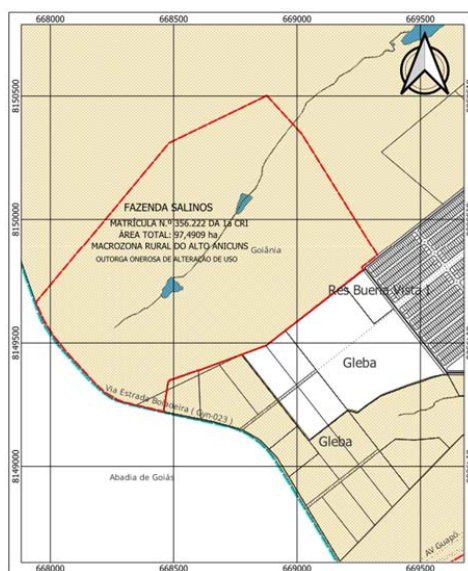 668000 668500 669000 669500
8150500
8150000
8149500
8149000
FAZENDA SALINOS
MATRÍCULA N.º 356.222 DA 1ª CRI
ÁREA TOTAL: 97,4909 ha
MACROZONA RURAL DO ALTO ANICUNS
OUTORGA ONEROSA DE ALTERAÇÃO DE USO
Goiânia
Res Buena Vista I
Gleba
Via Estrada Boiadeira ( Gyn-023 )
Gleba
Abadia de Goiás
AV Guapó
668000 668500 669000 669500